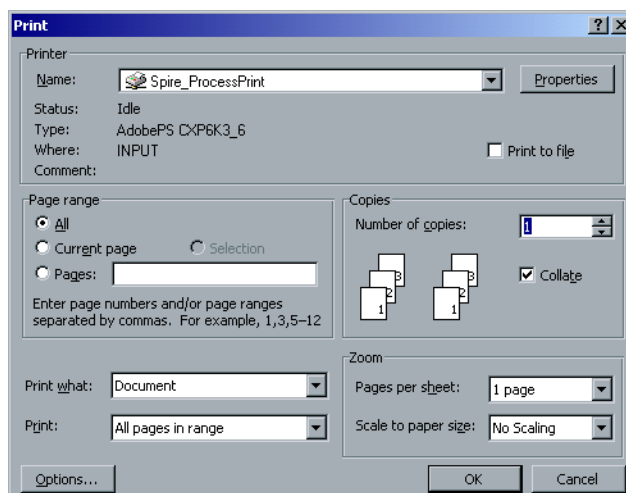 Print
Printer
Name: Spire_ProcessPrint Properties
Status: Idle
Type: AdobePS CXP6K3_6
Where: INPUT Print to file
Comment:
Page range
All
Current page Selection
Pages:
Enter page numbers and/or page ranges
separated by commas. For example, 1,3,5–12
Copies
Number of copies: 1
Collate
3 3
2 2
1 1
Print what: Document
Print: All pages in range
Zoom
Pages per sheet: 1 page
Scale to paper size: No Scaling
Options... OK Cancel